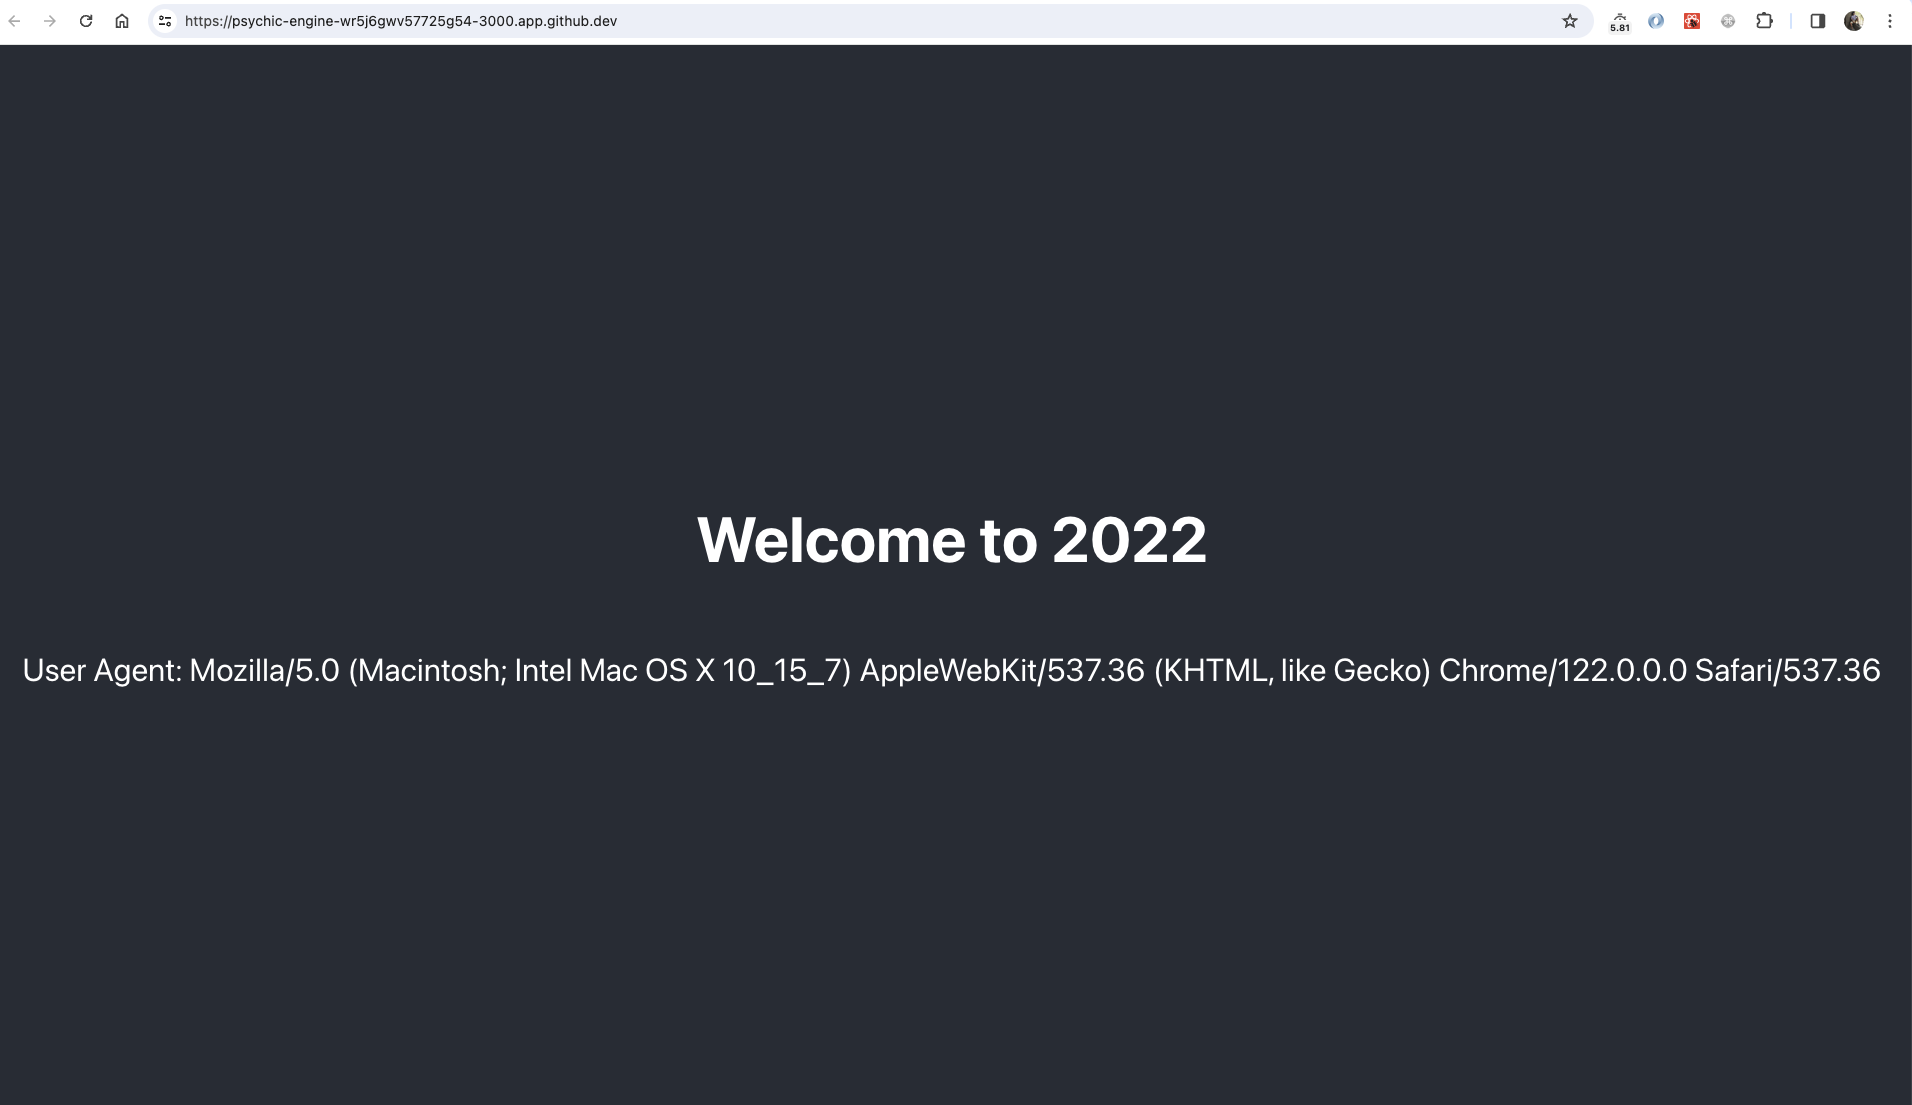 https://psychic-engine-wr5j6gwv57725g54-3000.app.github.dev
5.81
Welcome to 2022
User Agent: Mozilla/5.0 (Macintosh; Intel Mac OS X 10_15_7) AppleWebKit/537.36 (KHTML, like Gecko) Chrome/122.0.0.0 Safari/537.36